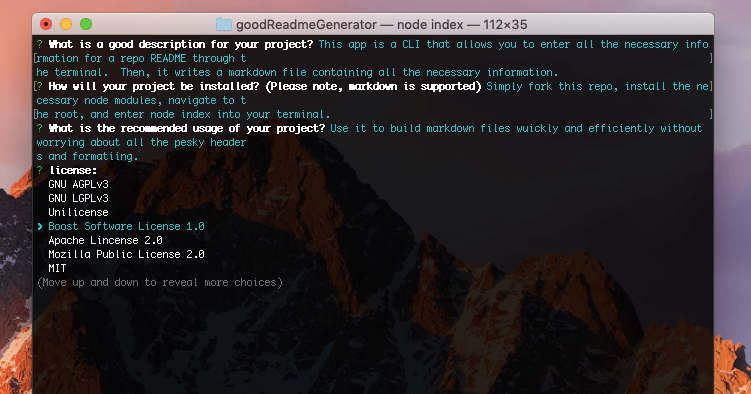 goodReadmeGenerator — node index — 112×35
? What is a good description for your project? This app is a CLI that allows you to enter all the necessary info
[rmation for a repo README through t ]
he terminal.  Then, it writes a markdown file containing all the necessary information.
[? How will your project be installed? (Please note, markdown is supported) Simply fork this repo, install the ne]
cessary node modules, navigate to t
[he root, and enter node index into your terminal. ]
? What is the recommended usage of your project? Use it to build markdown files wuickly and efficiently without
worrying about all the pesky header
s and formatiing.
? license:
GNU AGPLv3
GNU LGPLv3
Unilicense
❯ Boost Software License 1.0
Apache Lincense 2.0
Mozilla Public License 2.0
MIT
(Move up and down to reveal more choices)